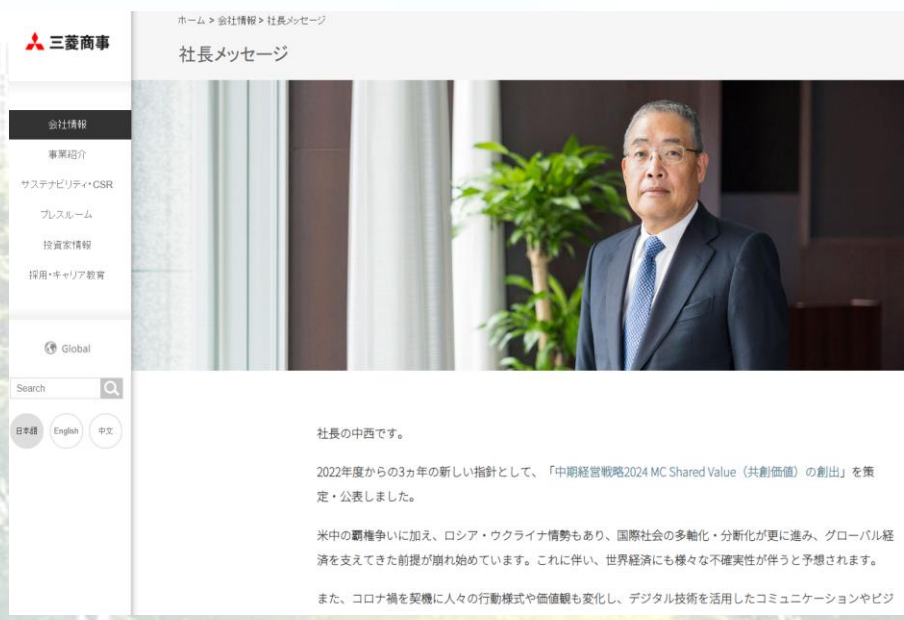 ホーム > 会社情報 > 社長メッセージ
三菱商事
社長メッセージ
会社情報
事業紹介
サステナビリティ・CSR
プレスルーム
投資家情報
採用・キャリア教育
Global
Search
日本語 English 中文
社長の中西です。
2022年度からの3ヵ年の新しい指針として、「中期経営戦略2024 MC Shared Value（共創価値）の創出」を策
定・公表しました。
米中の覇権争いに加え、ロシア・ウクライナ情勢もあり、国際社会の多軸化・分断化が更に進み、グローバル経
済を支えてきた前提が崩れ始めています。これに伴い、世界経済にも様々な不確実性が伴うと予想されます。
また、コロナ禍を契機に人々の行動様式や価値観も変化し、デジタル技術を活用したコミュニケーションやビジ